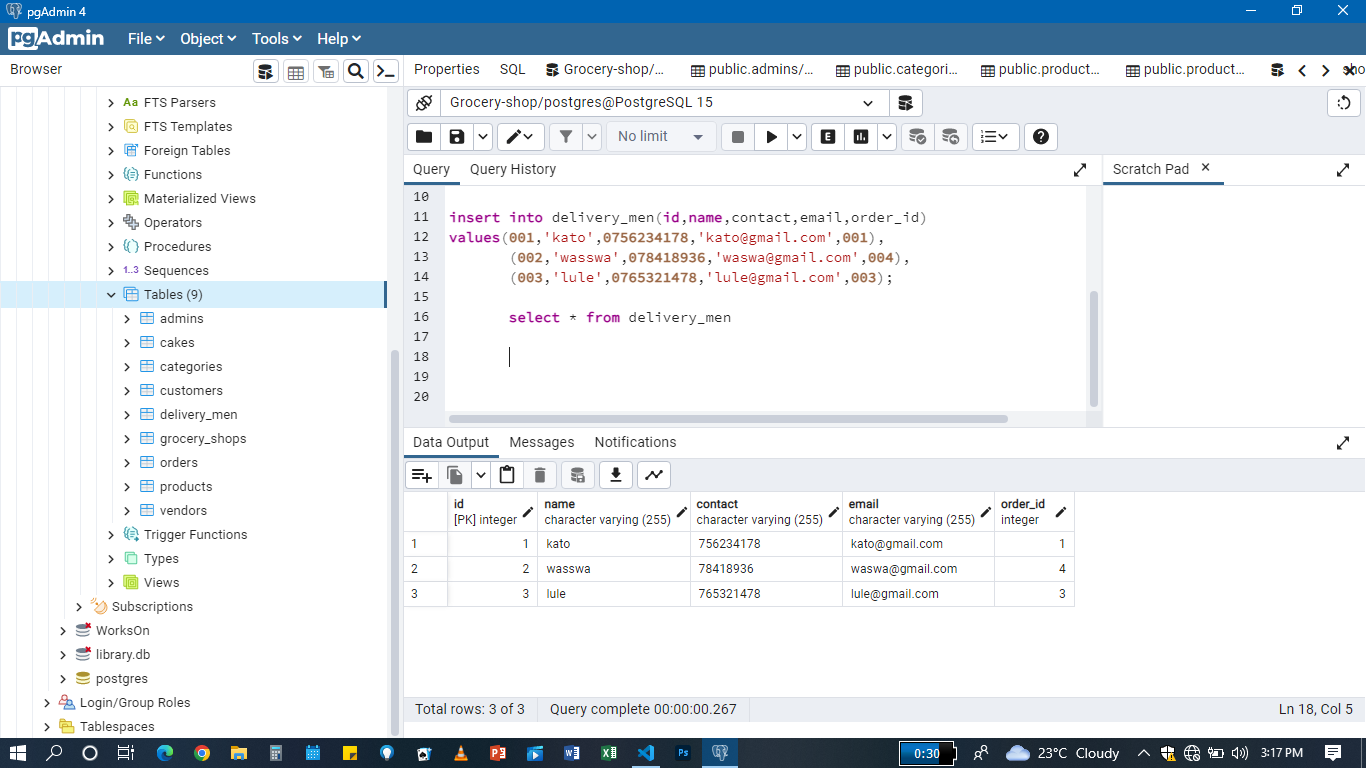 pgAdmin 4
pgAdmin File Object Tools Help
Browser
Properties SQL Grocery-shop/... public.admins/... public.categori... public.product... public.product...
FTS Parsers
FTS Templates
Foreign Tables
Functions
Materialized Views
Operators
Procedures
1..3 Sequences
Tables (9)
admins
cakes
categories
customers
delivery_men
grocery_shops
orders
products
vendors
Trigger Functions
Types
Views
Subscriptions
WorksOn
library.db
postgres
Login/Group Roles
Tablespaces
Grocery-shop/postgres@PostgreSQL 15
No limit
Query Query History
Scratch Pad
10
11 insert into delivery_men(id,name,contact,email,order_id)
12 values(001,'kato',0756234178,'kato@gmail.com',001),
13 (002,'wasswa',078418936,'waswa@gmail.com',004),
14 (003,'lule',0765321478,'lule@gmail.com',003);
15
16 select * from delivery_men
17
18
19
20
Data Output Messages Notifications
id name contact email order_id
[PK] integer character varying (255) character varying (255) character varying (255) integer
1 1 kato 756234178 kato@gmail.com 1
2 2 wasswa 78418936 waswa@gmail.com 4
3 3 lule 765321478 lule@gmail.com 3
Total rows: 3 of 3 Query complete 00:00:00.267 Ln 18, Col 5
0:30 23°C Cloudy 3:17 PM